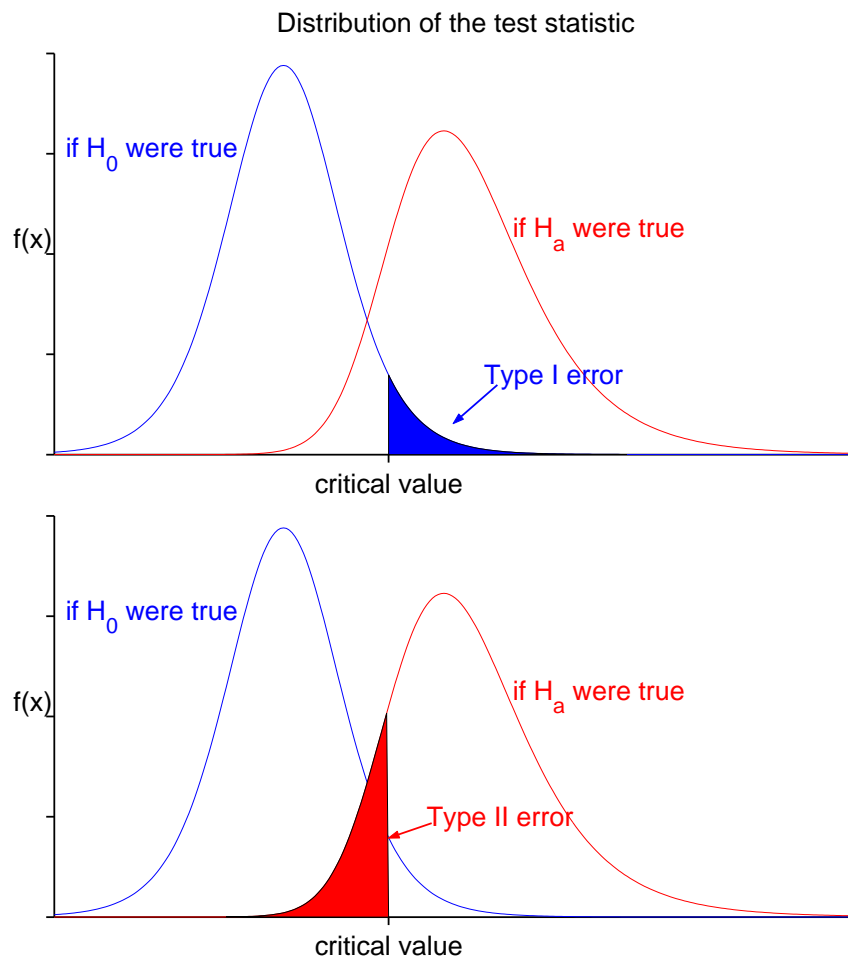 Distribution of the test statistic
if H₀ were true
f(x)
if Hₐ were true
Type I error
critical value
if H₀ were true
f(x)
if Hₐ were true
Type II error
critical value